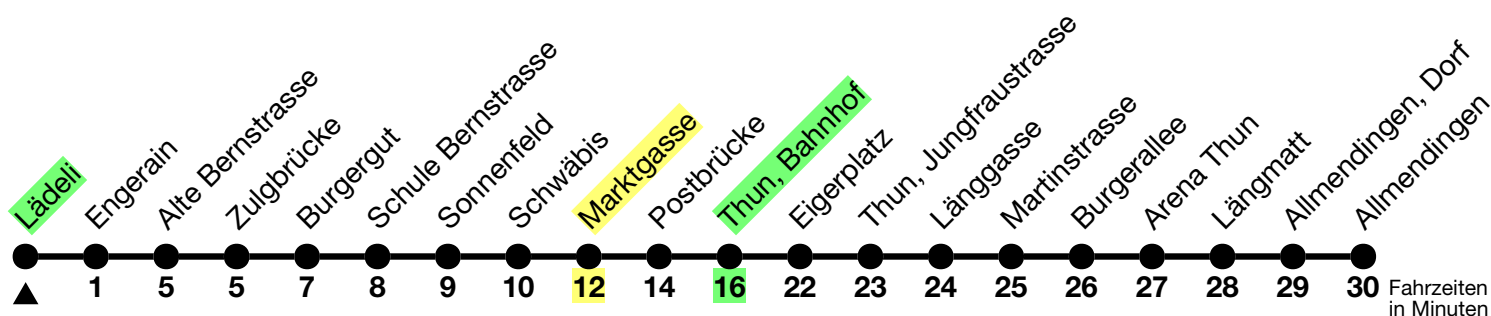 Lädeli
Engerain
Alte Bernstrasse
Zulgbrücke
Burgergut
Schule Bernstrasse
Sonnenfeld
Schwäbis
Marktgasse
Postbrücke
Thun, Bahnhof
Eigerplatz
Thun, Jungfraustrasse
Länggasse
Martinstrasse
Burgerallee
Arena Thun
Längmatt
Allmendingen, Dorf
Allmendingen
1 5 5 7 8 9 10 12 14 16 22 23 24 25 26 27 28 29 30
Fahrzeiten
in Minuten